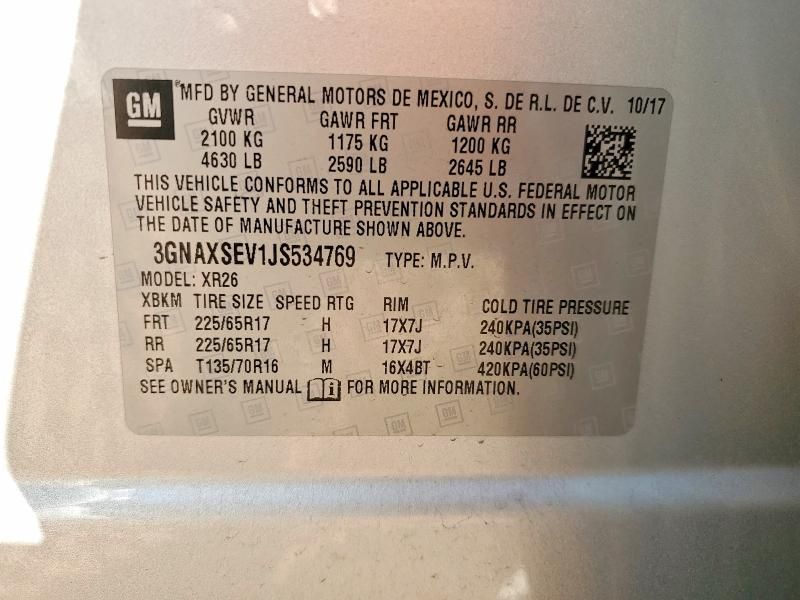 GM ® MFD BY GENERAL MOTORS DE MEXICO, S. DE R.L. DE C.V. 10/17
GVWR GAWR FRT GAWR RR
2100 KG 1175 KG 1200 KG
4630 LB 2590 LB 2645 LB
THIS VEHICLE CONFORMS TO ALL APPLICABLE U.S. FEDERAL MOTOR
VEHICLE SAFETY AND THEFT PREVENTION STANDARDS IN EFFECT ON
THE DATE OF MANUFACTURE SHOWN ABOVE.
3GNAXSEV1JS534769 TYPE: M.P.V.
MODEL: XR26
XBKM TIRE SIZE SPEED RTG RIM COLD TIRE PRESSURE
FRT 225/65R17 H 17X7J 240KPA(35PSI)
RR 225/65R17 H 17X7J 240KPA(35PSI)
SPA T135/70R16 M 16X4BT 420KPA(60PSI)
SEE OWNER'S MANUAL i FOR MORE INFORMATION.